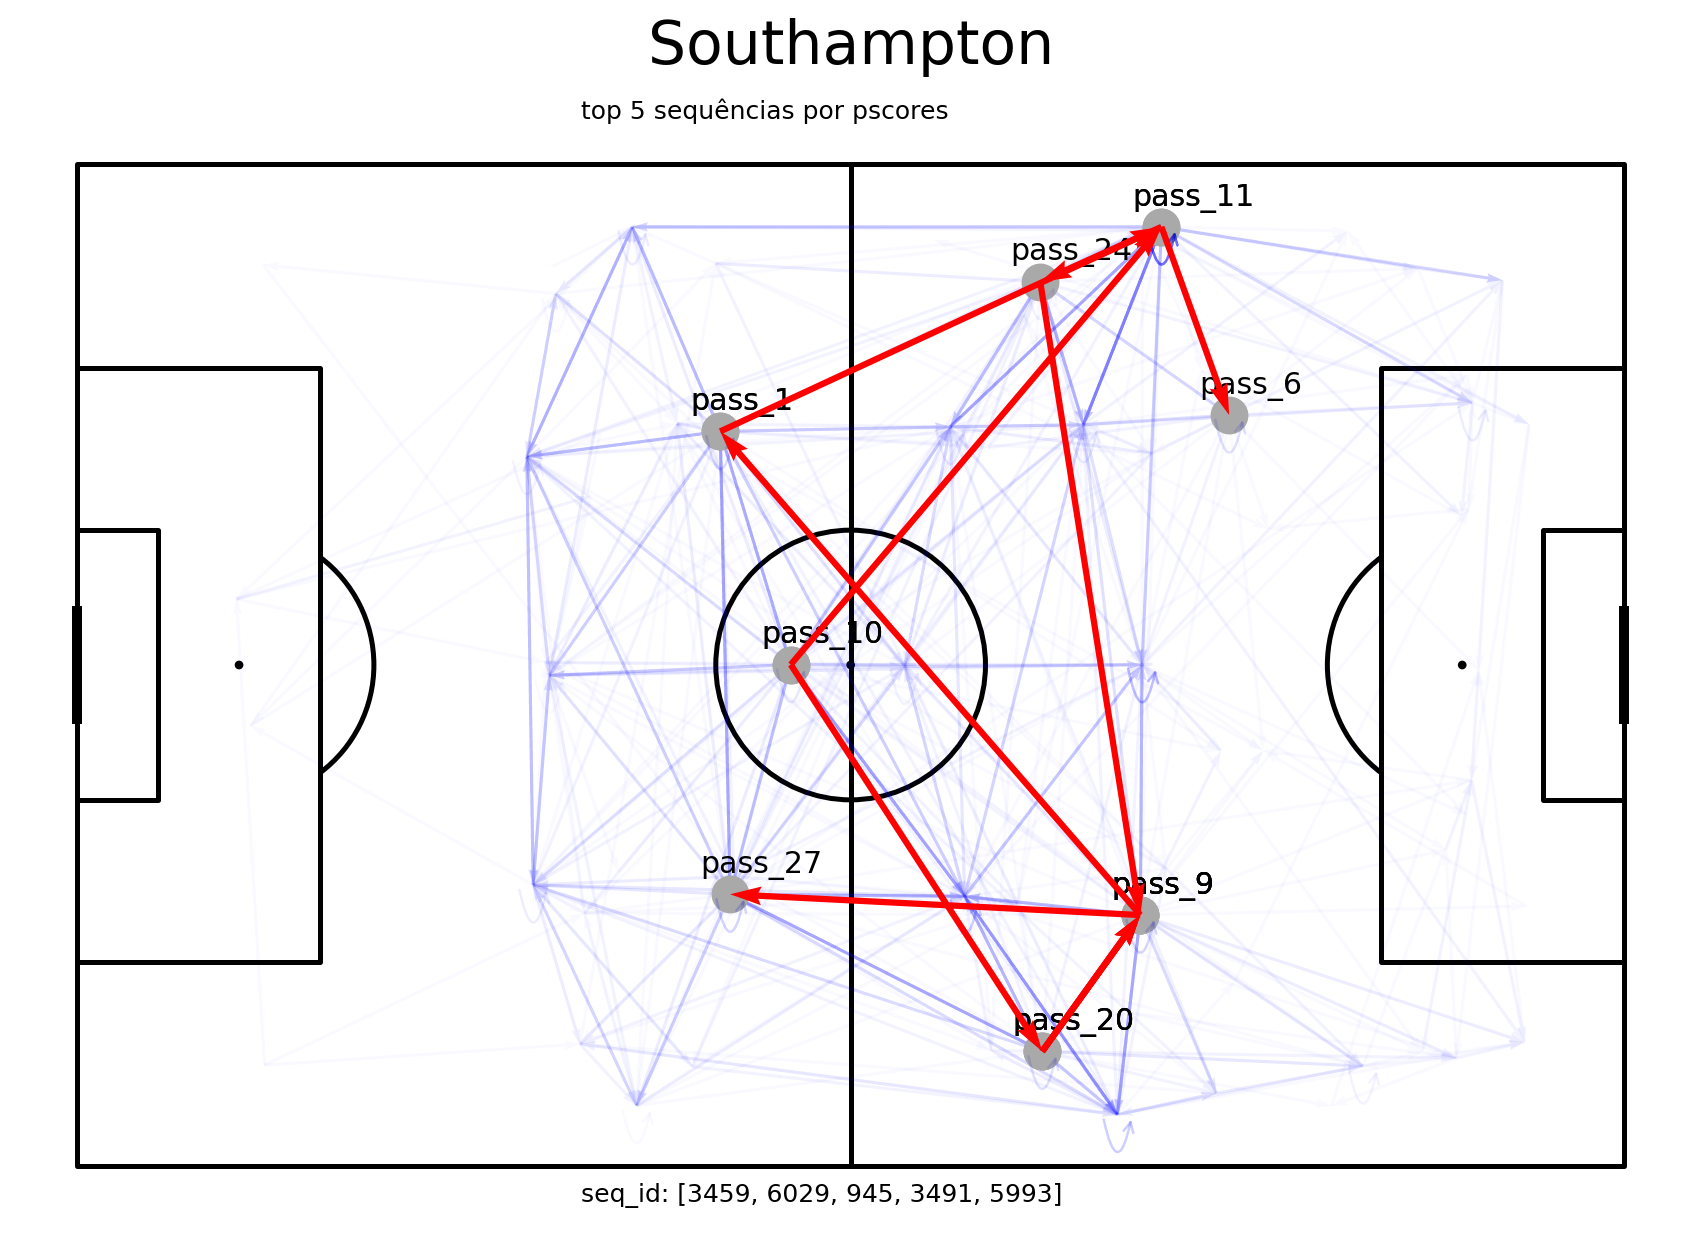 Southampton
top 5 sequências por pscores
pass_11
pass_24
pass_6
pass_1
pass_10
pass_27
pass_9
pass_20
seq_id: [3459, 6029, 945, 3491, 5993]